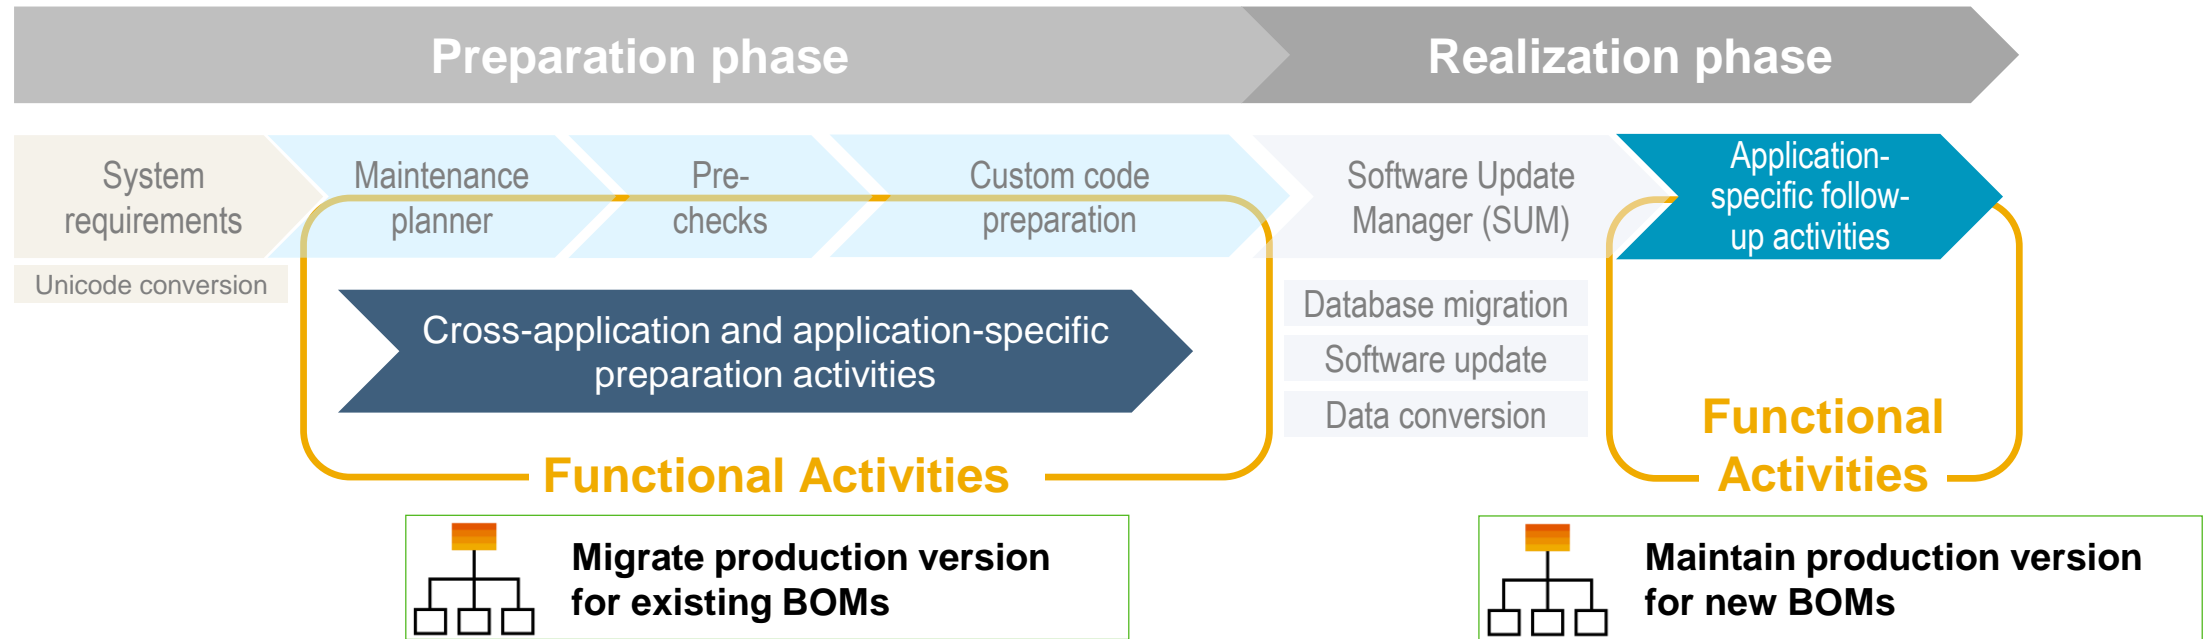 Preparation phase
Realization phase
System
requirements
Maintenance
planner
Pre-
checks
Custom code
preparation
Software Update
Manager (SUM)
Application-
specific follow-
up activities
Unicode conversion
Cross-application and application-specific
preparation activities
Database migration
Software update
Data conversion
Functional Activities
Functional
Activities
Migrate production version
for existing BOMs
Maintain production version
for new BOMs